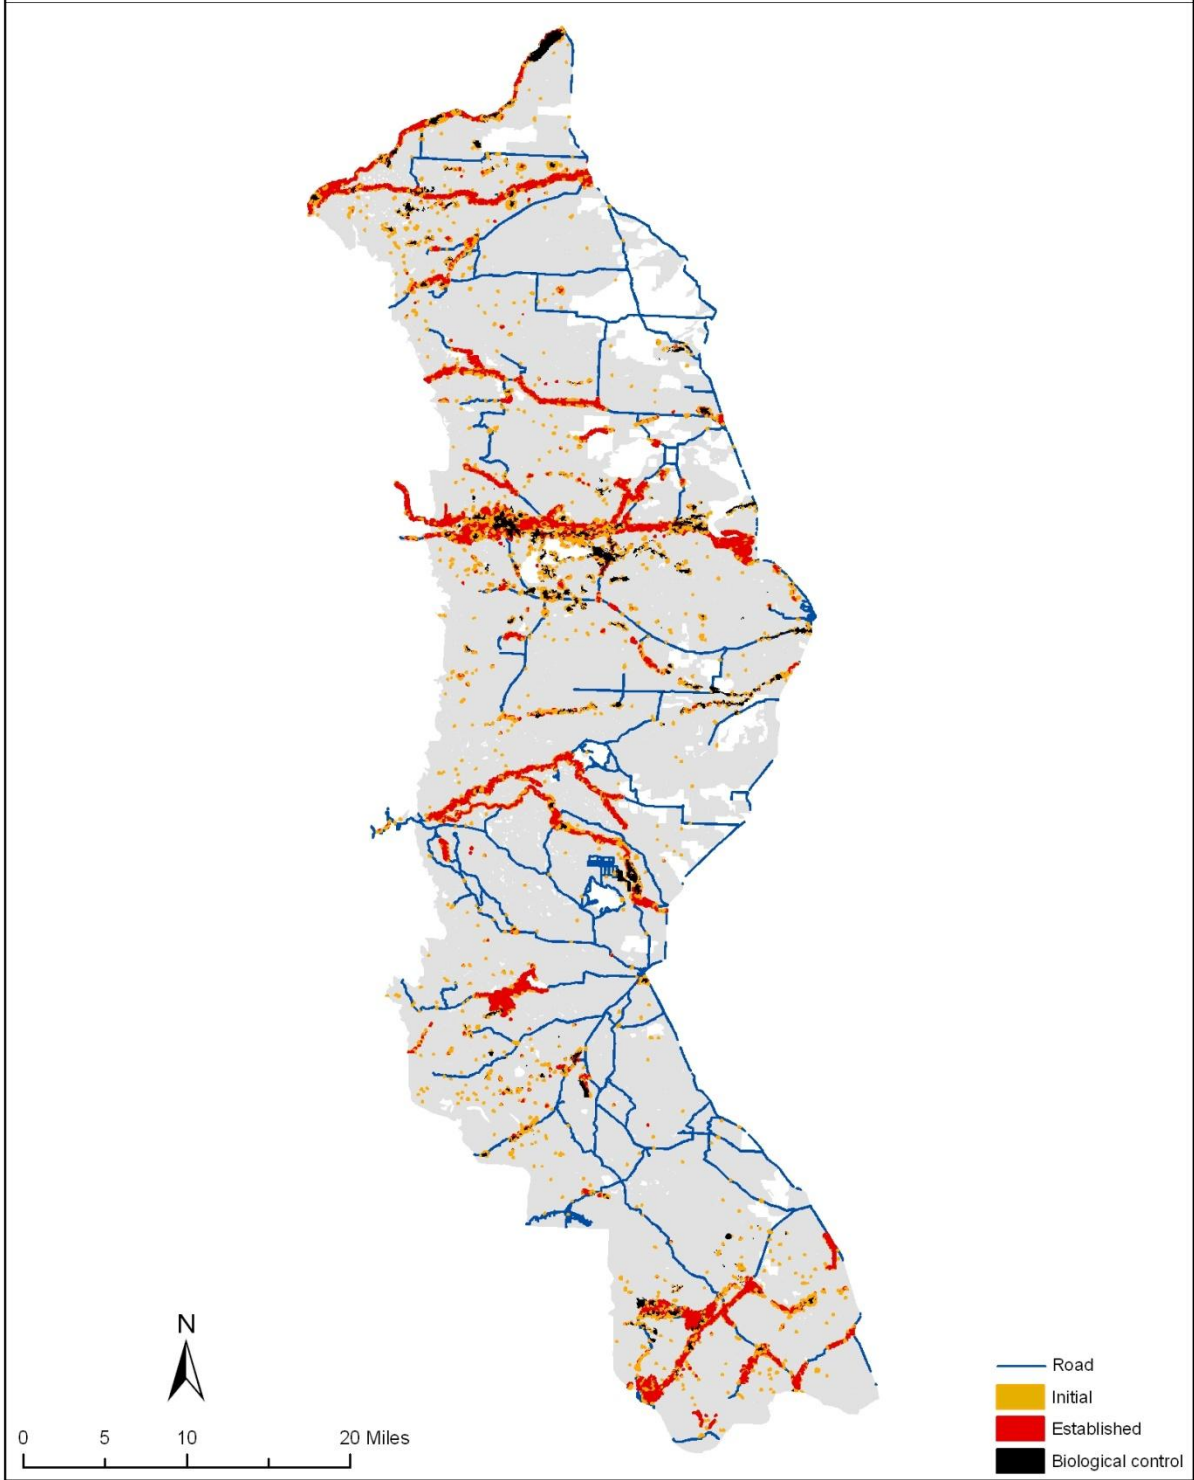 N
0 5 10 20 Miles
Road
Initial
Established
Biological control